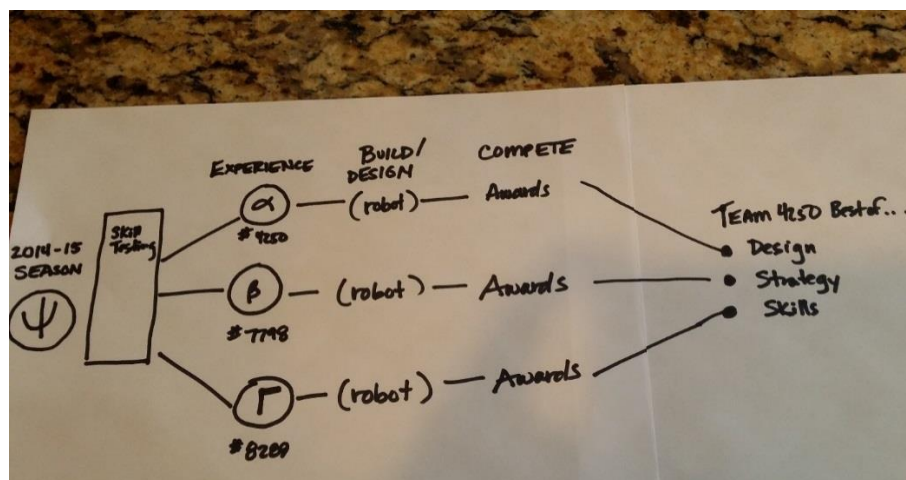 EXPERIENCE
BUILD/
DESIGN
COMPETE
2014-15
SEASON
Ψ
Skill
Testing
α
# 4250
(robot)
Awards
β
# 7798
(robot)
Awards
Γ
# 8289
(robot)
Awards
TEAM 4250 Best of...
• Design
• Strategy
• Skills